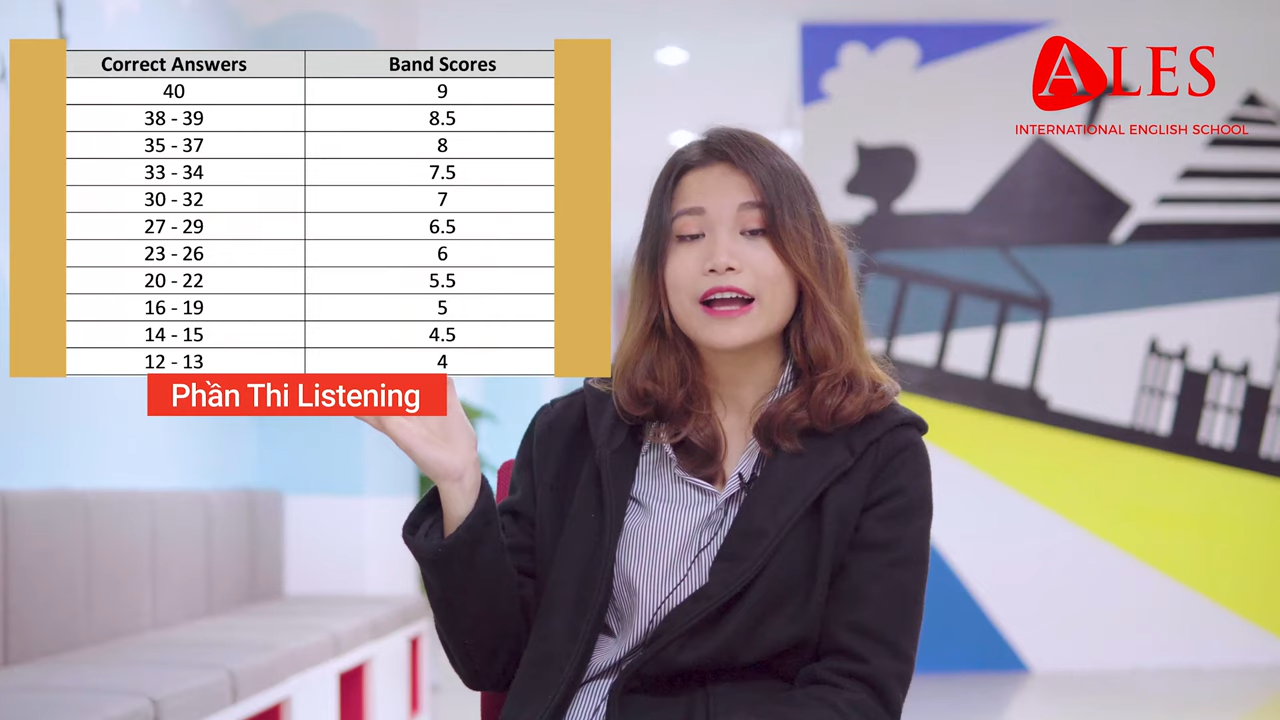 Correct Answers Band Scores
40 9
38 - 39 8.5
35 - 37 8
33 - 34 7.5
30 - 32 7
27 - 29 6.5
23 - 26 6
20 - 22 5.5
16 - 19 5
14 - 15 4.5
12 - 13 4
Phần Thi Listening
ALES
INTERNATIONAL ENGLISH SCHOOL